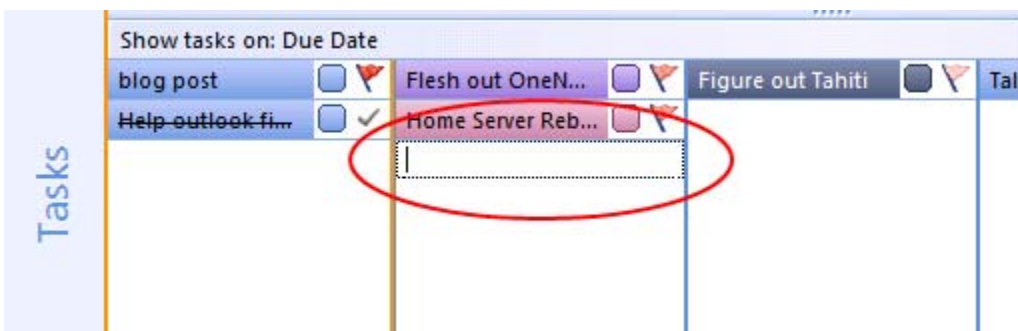 Show tasks on: Due Date
blog post
Flesh out OneN...
Figure out Tahiti
Tal
Help outlook fi...
Home Server Reb...
Tasks